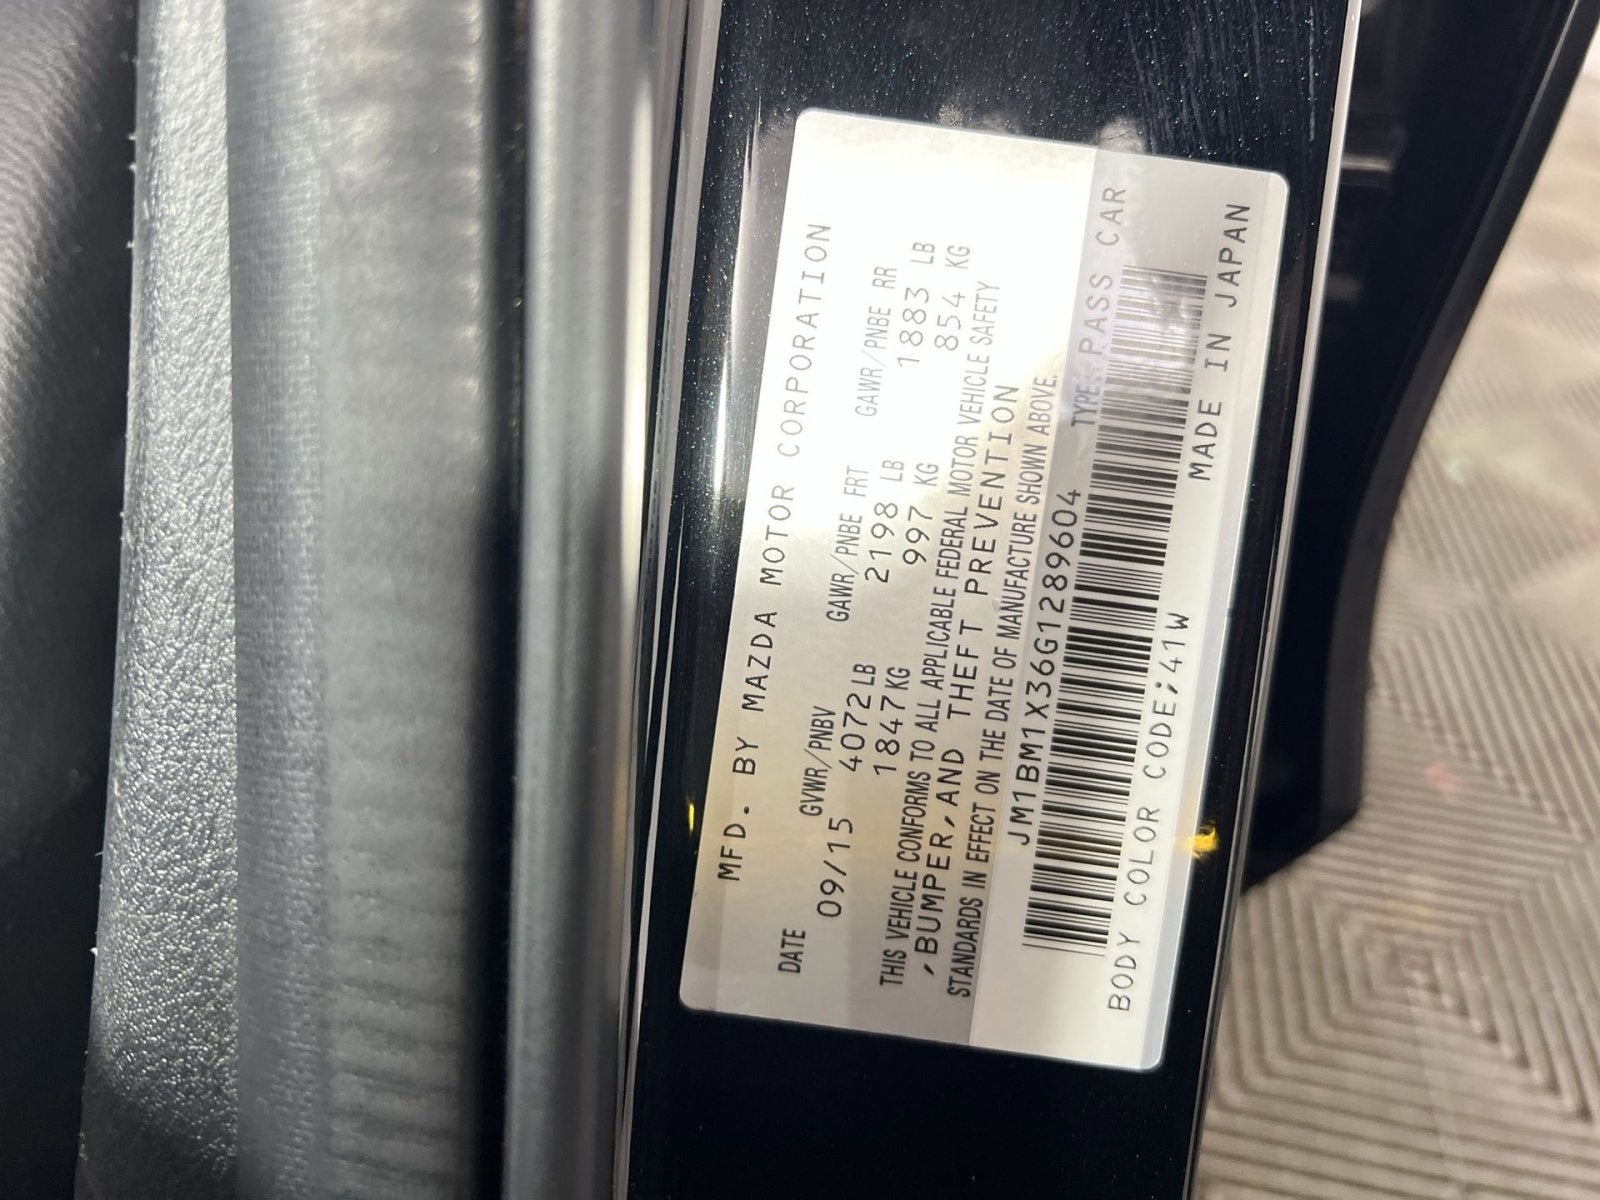 MFD. BY MAZDA MOTOR CORPORATION
DATE GVWR/PNBV GAWR/PNBE FRT GAWR/PNBE RR
09/15 4072 LB 2198 LB 1883 LB
1847 KG 997 KG 854 KG
THIS VEHICLE CONFORMS TO ALL APPLICABLE FEDERAL MOTOR VEHICLE SAFETY
, BUMPER, AND THEFT PREVENTION
STANDARDS IN EFFECT ON THE DATE OF MANUFACTURE SHOWN ABOVE.
JM1BM1X36G1289604 TYPE: PASS CAR
BODY COLOR CODE;41W MADE IN JAPAN